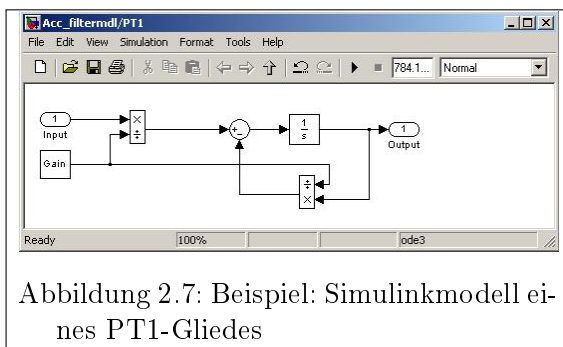 Acc_filtermdl/PT1
File Edit View Simulation Format Tools Help
784.1... Normal
1
Input
×
÷
Gain
+
-
1
s
1
Output
÷
×
Ready 100% ode3
Abbildung 2.7: Beispiel: Simulinkmodell ei-
nes PT1-Gliedes